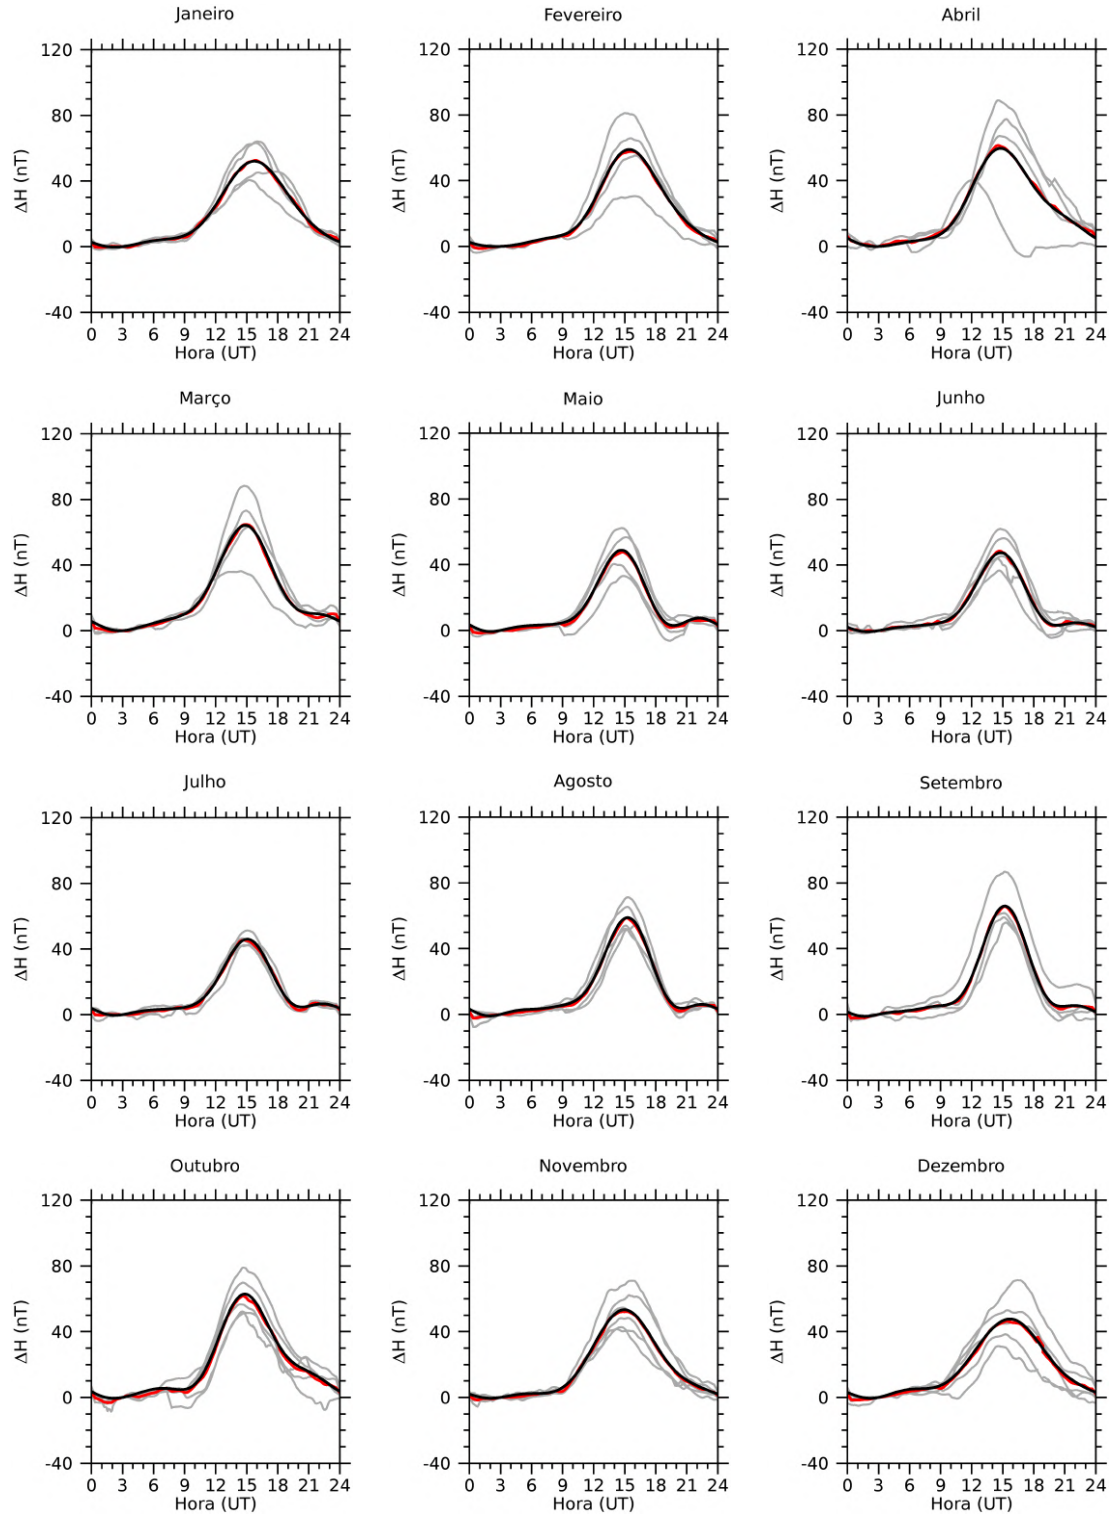 Janeiro Fevereiro Abril
120 120 120
80 80 80
ΔH (nT) ΔH (nT) ΔH (nT)
40 40 40
0 0 0
-40 -40 -40
0 3 6 9 12 15 18 21 24 0 3 6 9 12 15 18 21 24 0 3 6 9 12 15 18 21 24
Hora (UT) Hora (UT) Hora (UT)
Março Maio Junho
120 120 120
80 80 80
ΔH (nT) ΔH (nT) ΔH (nT)
40 40 40
0 0 0
-40 -40 -40
0 3 6 9 12 15 18 21 24 0 3 6 9 12 15 18 21 24 0 3 6 9 12 15 18 21 24
Hora (UT) Hora (UT) Hora (UT)
Julho Agosto Setembro
120 120 120
80 80 80
ΔH (nT) ΔH (nT) ΔH (nT)
40 40 40
0 0 0
-40 -40 -40
0 3 6 9 12 15 18 21 24 0 3 6 9 12 15 18 21 24 0 3 6 9 12 15 18 21 24
Hora (UT) Hora (UT) Hora (UT)
Outubro Novembro Dezembro
120 120 120
80 80 80
ΔH (nT) ΔH (nT) ΔH (nT)
40 40 40
0 0 0
-40 -40 -40
0 3 6 9 12 15 18 21 24 0 3 6 9 12 15 18 21 24 0 3 6 9 12 15 18 21 24
Hora (UT) Hora (UT) Hora (UT)